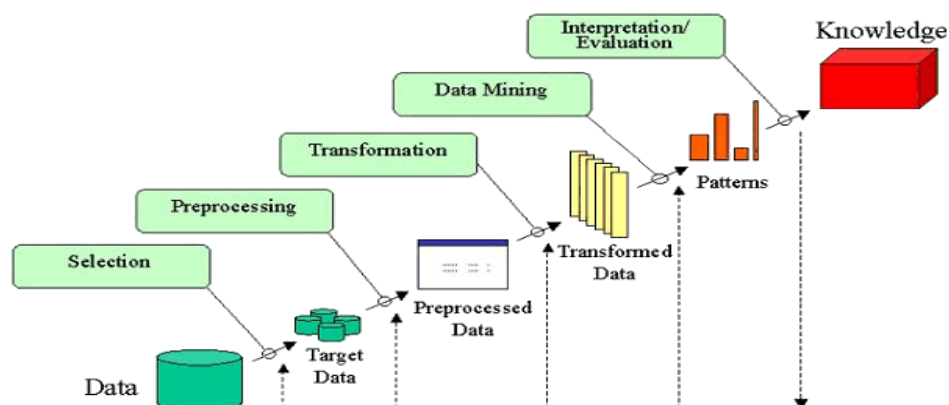 Interpretation/
Evaluation
Knowledge
Data Mining
Transformation
Patterns
Preprocessing
Transformed
Data
Selection
Preprocessed
Data
Target
Data
Data